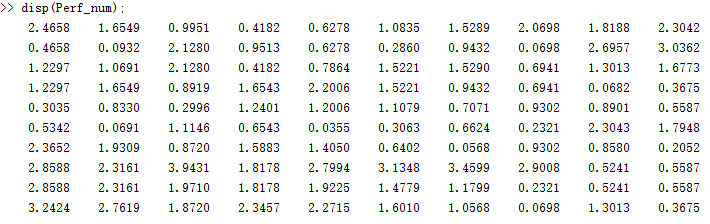 >> disp(Perf_num);
2.4658 1.6549 0.9951 0.4182 0.6278 1.0835 1.5289 2.0698 1.8188 2.3042
0.4658 0.0932 2.1280 0.9513 0.6278 0.2860 0.9432 0.0698 2.6957 3.0362
1.2297 1.0691 2.1280 0.4182 0.7864 1.5221 1.5290 0.6941 1.3013 1.6773
1.2297 1.6549 0.8919 1.6543 2.2006 1.5221 0.9432 0.6941 0.0682 0.3675
0.3035 0.8330 0.2996 1.2401 1.2006 1.1079 0.7071 0.9302 0.8901 0.5587
0.5342 0.0691 1.1146 0.6543 0.0355 0.3063 0.6624 0.2321 2.3043 1.7948
2.3652 1.9309 0.8720 1.5883 1.4050 0.6402 0.0568 0.9302 0.8580 0.2052
2.8588 2.3161 3.9431 1.8178 2.7994 3.1348 3.4599 2.9008 0.5241 0.5587
2.8588 2.3161 1.9710 1.8178 1.9225 1.4779 1.1799 0.2321 0.5241 0.5587
3.2424 2.7619 1.8720 2.3457 2.2715 1.6010 1.0568 0.0698 1.3013 0.3675